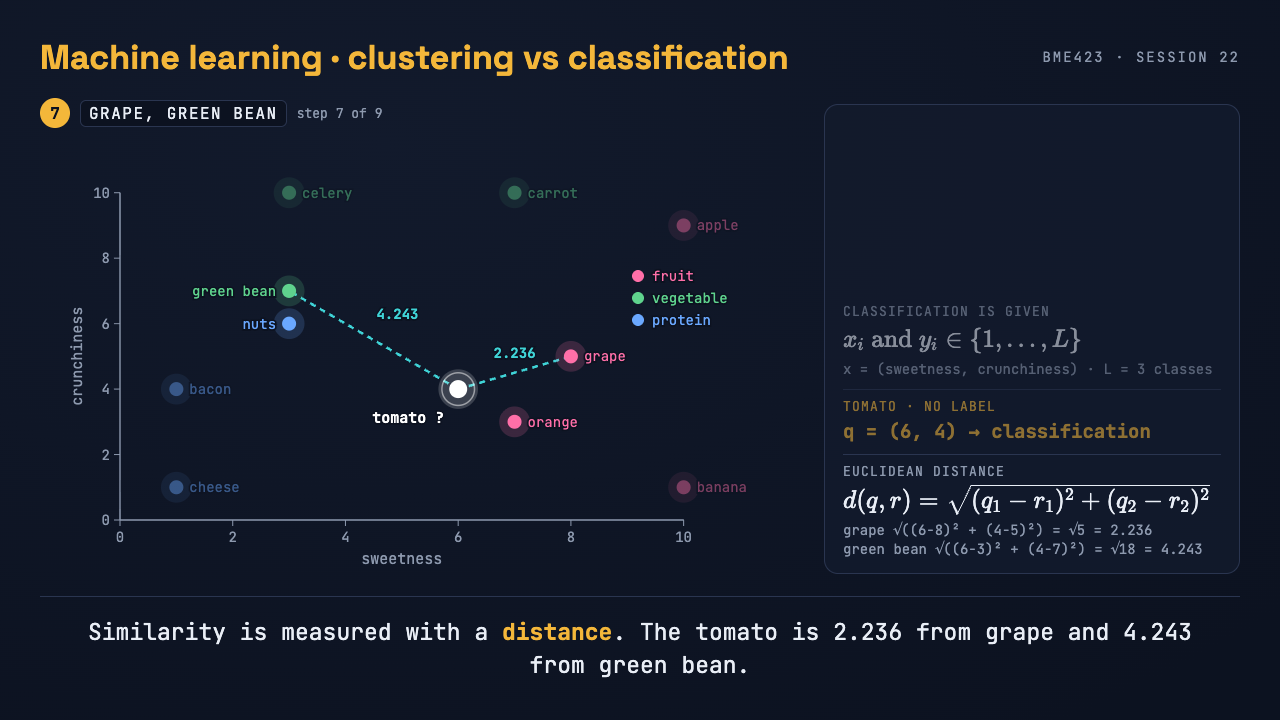 Machine learning · clustering vs classification
BME423 · SESSION 22
7 GRAPE, GREEN BEAN step 7 of 9
10
8
6
4
2
0
crunchiness
celery
carrot
apple
green bean
nuts
4.243
2.236
grape
tomato ?
orange
bacon
cheese
banana
fruit
vegetable
protein
0 2 4 6 8 10
sweetness
CLASSIFICATION IS GIVEN
xᵢ and yᵢ ∈ {1, . . . , L}
x = (sweetness, crunchiness) · L = 3 classes
TOMATO · NO LABEL
q = (6, 4) → classification
EUCLIDEAN DISTANCE
d(q, r) = √(q₁ − r₁)² + (q₂ − r₂)²
grape √((6-8)² + (4-5)²) = √5 = 2.236
green bean √((6-3)² + (4-7)²) = √18 = 4.243
Similarity is measured with a distance. The tomato is 2.236 from grape and 4.243
from green bean.